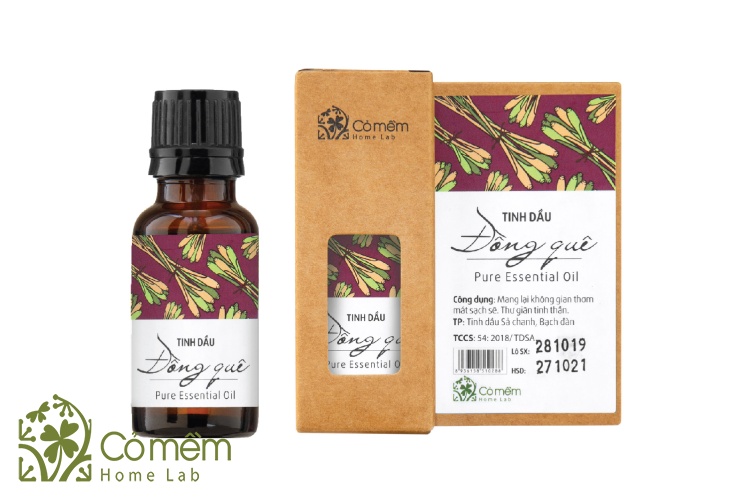 TINH DẦU
Đồng quê
Pure Essential Oil
Cỏ mềm
Home Lab
Cỏ mềm
Home Lab
TINH DẦU
Đồng quê
Pure Essential Oil
TINH DẦU
Đồng quê
Pure Essential Oil
Công dụng: Mang lại không gian thơm
mát sạch sẽ. Thư giãn tinh thần.
TP: Tinh dầu Sả chanh, Bạch đàn
TCCS: 54: 2018/ TDSA
LÔ SX: 281019
HSD: 271021
Cỏ mềm
Home Lab